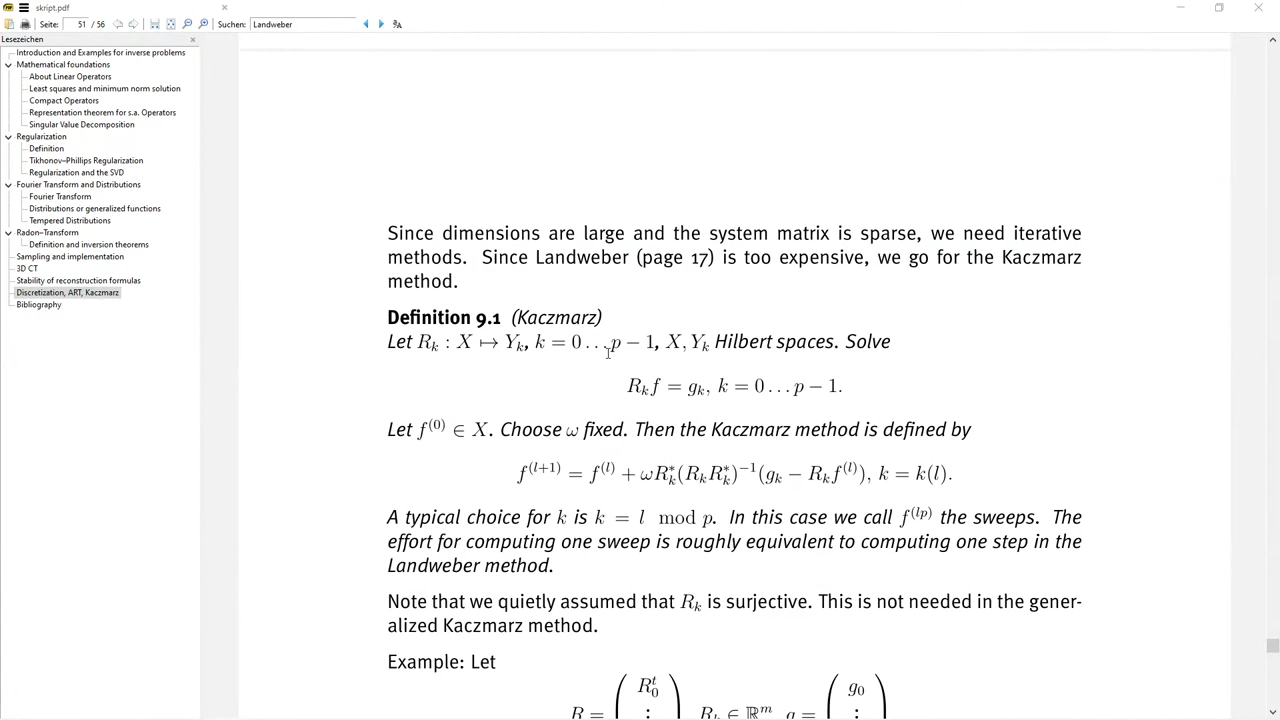 skript.pdf
Seite: 51 / 56 Suchen: Landweber
Lesezeichen
Introduction and Examples for inverse problems
Mathematical foundations
About Linear Operators
Least squares and minimum norm solution
Compact Operators
Representation theorem for s.a. Operators
Singular Value Decomposition
Regularization
Definition
Tikhonov–Phillips Regularization
Regularization and the SVD
Fourier Transform and Distributions
Fourier Transform
Distributions or generalized functions
Tempered Distributions
Radon–Transform
Definition and inversion theorems
Sampling and implementation
3D CT
Stability of reconstruction formulas
Discretization, ART, Kaczmarz
Bibliography
Since dimensions are large and the system matrix is sparse, we need iterative
methods. Since Landweber (page 17) is too expensive, we go for the Kaczmarz
method.
Definition 9.1 (Kaczmarz)
Let R_k : X ↦ Y_k, k = 0 . . . p − 1, X, Y_k Hilbert spaces. Solve
R_k f = g_k, k = 0 . . . p − 1.
Let f^(0) ∈ X. Choose ω fixed. Then the Kaczmarz method is defined by
f^(l+1) = f^(l) + ωR_k^*(R_k R_k^*)^−1(g_k − R_k f^(l)), k = k(l).
A typical choice for k is k = l mod p. In this case we call f^(lp) the sweeps. The
effort for computing one sweep is roughly equivalent to computing one step in the
Landweber method.
Note that we quietly assumed that R_k is surjective. This is not needed in the gener-
alized Kaczmarz method.
Example: Let
R = ( R_0^t ⋮ ) R_k ∈ ℝ^m g = ( g_0 ⋮ )